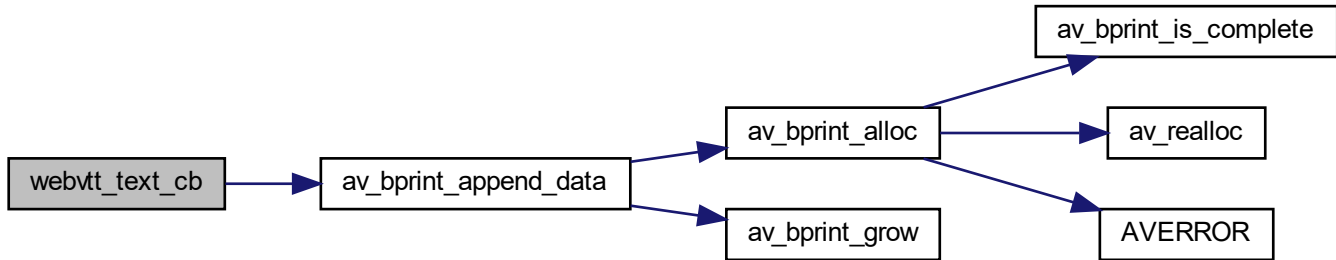 webvtt_text_cb
av_bprint_append_data
av_bprint_alloc
av_bprint_grow
av_bprint_is_complete
av_realloc
AVERROR